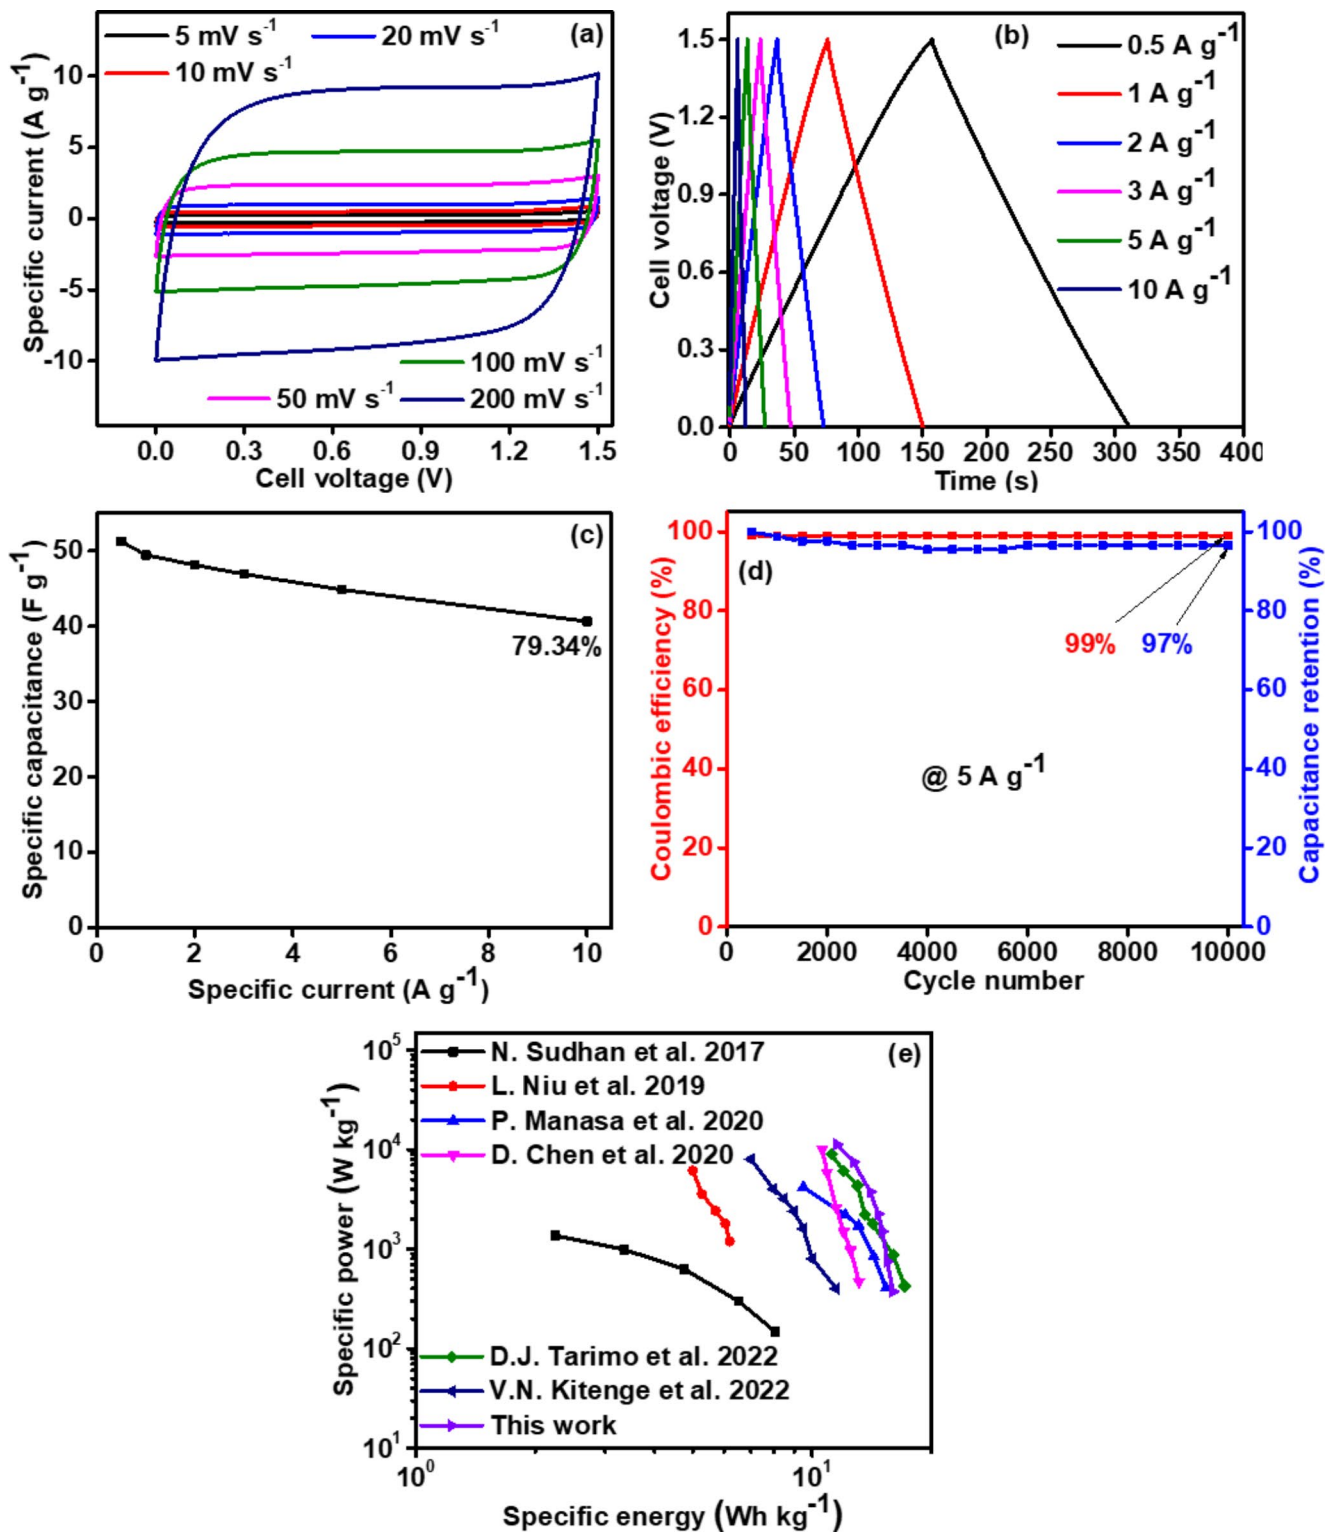 5 mV s-1 20 mV s-1 (a)
10 mV s-1
Specific current (A g-1)
10
5
0
-5
-10
100 mV s-1
50 mV s-1 200 mV s-1
0.0 0.3 0.6 0.9 1.2 1.5
Cell voltage (V)
(b)
0.5 A g-1
1 A g-1
2 A g-1
3 A g-1
5 A g-1
10 A g-1
Cell voltage (V)
1.5
1.2
0.9
0.6
0.3
0.0
0 50 100 150 200 250 300 350 400
Time (s)
(c)
Specific capacitance (F g-1)
50
40
30
20
10
0
79.34%
0 2 4 6 8 10
Specific current (A g-1)
(d)
Coulombic efficiency (%)
100
80
60
40
20
0
99% 97%
@ 5 A g-1
100
80
60
40
20
0
Capacitance retention (%)
0 2000 4000 6000 8000 10000
Cycle number
(e)
N. Sudhan et al. 2017
L. Niu et al. 2019
P. Manasa et al. 2020
D. Chen et al. 2020
D.J. Tarimo et al. 2022
V.N. Kitenge et al. 2022
This work
Specific power (W kg-1)
10^5
10^4
10^3
10^2
10^1
10^0 10^1
Specific energy (Wh kg-1)